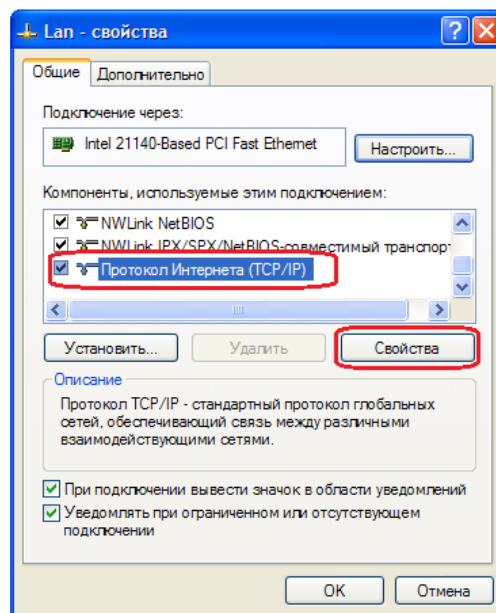 Lan - свойства
Общие
Дополнительно
Подключение через:
Intel 21140-Based PCI Fast Ethernet
Настроить...
Компоненты, используемые этим подключением:
NWLink NetBIOS
NWLink IPX/SPX/NetBIOS-совместимый транспорт
Протокол Интернета (TCP/IP)
Установить...
Удалить
Свойства
Описание
Протокол TCP/IP - стандартный протокол глобальных
сетей, обеспечивающий связь между различными
взаимодействующими сетями.
При подключении вывести значок в области уведомлений
Уведомлять при ограниченном или отсутствующем
подключении
OK
Отмена